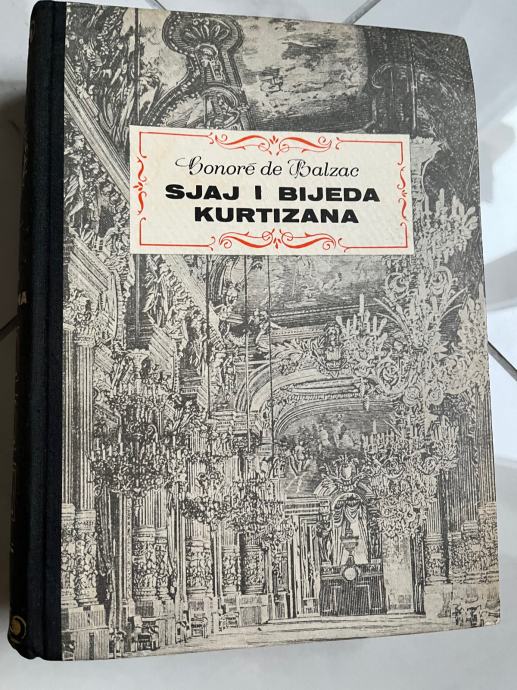 Honoré de Balzac
SJAJ I BIJEDA
KURTIZANA